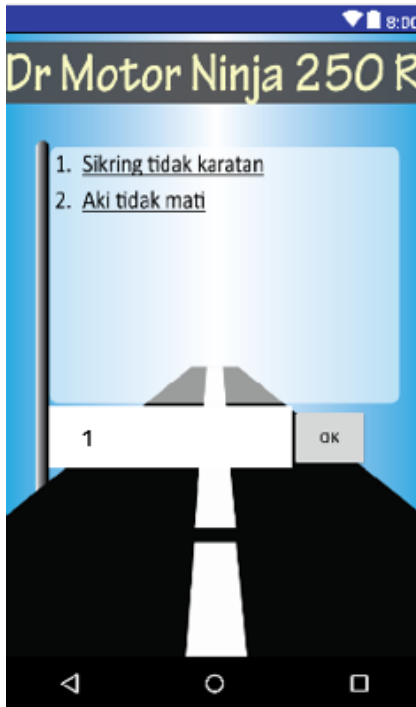 8:00
Dr Motor Ninja 250 R
1. Sikring tidak karatan
2. Aki tidak mati
1
OK